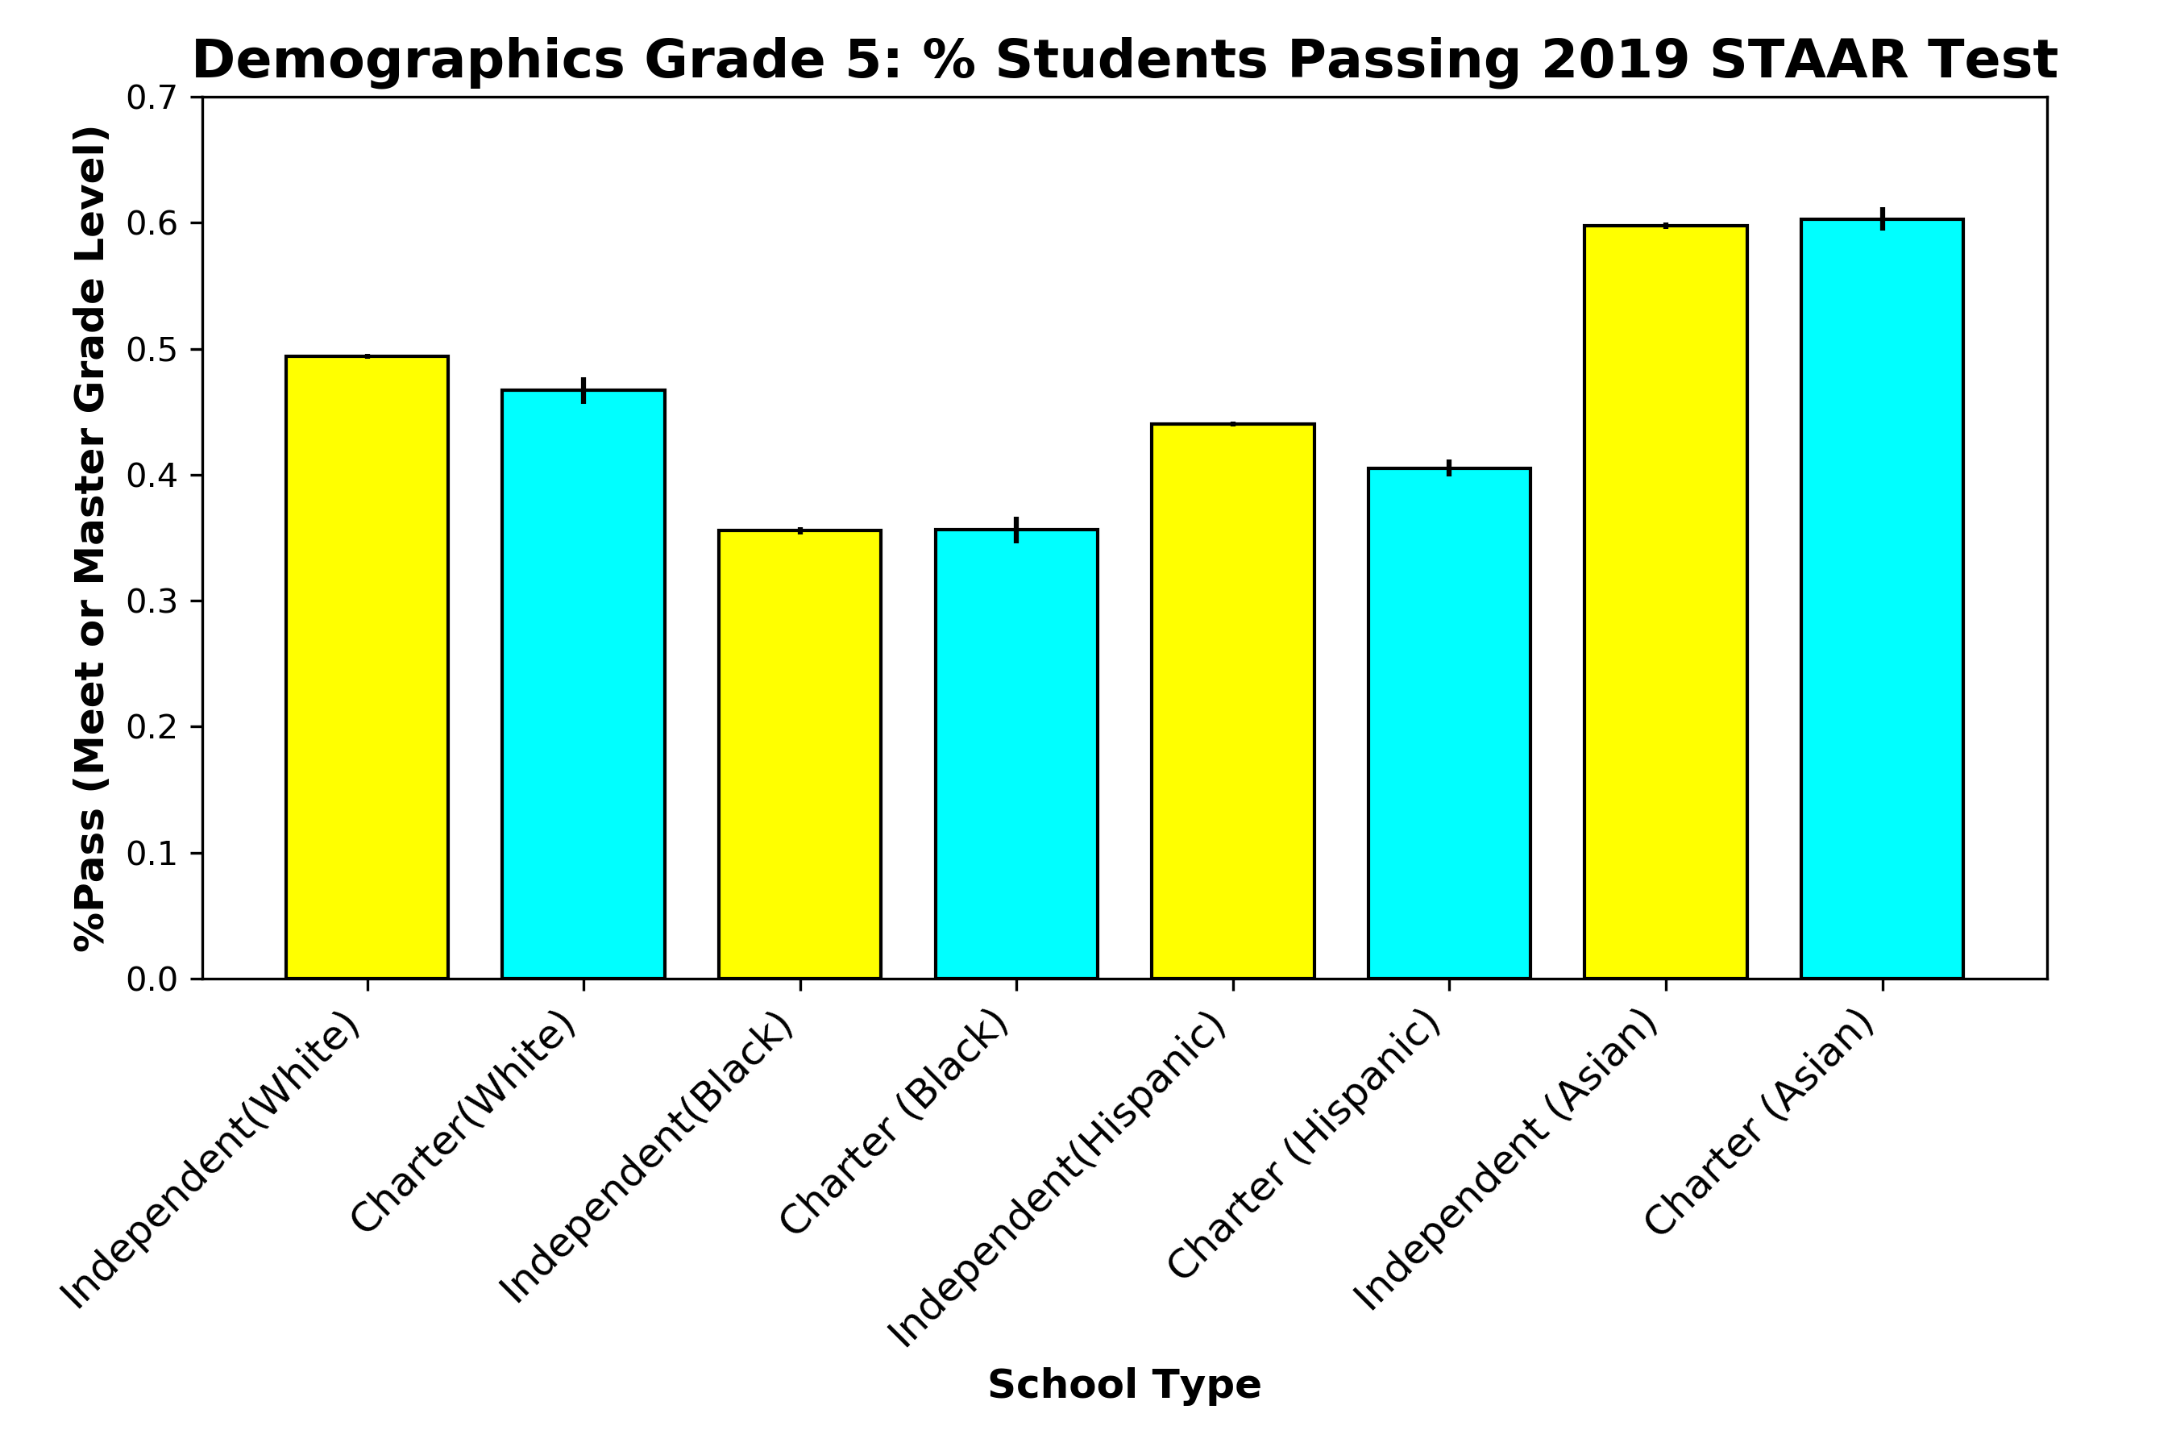 Demographics Grade 5: % Students Passing 2019 STAAR Test
%Pass (Meet or Master Grade Level)
0.7
0.6
0.5
0.4
0.3
0.2
0.1
0.0
Independent(White)
Charter(White)
Independent(Black)
Charter (Black)
Independent(Hispanic)
Charter (Hispanic)
Independent (Asian)
Charter (Asian)
School Type